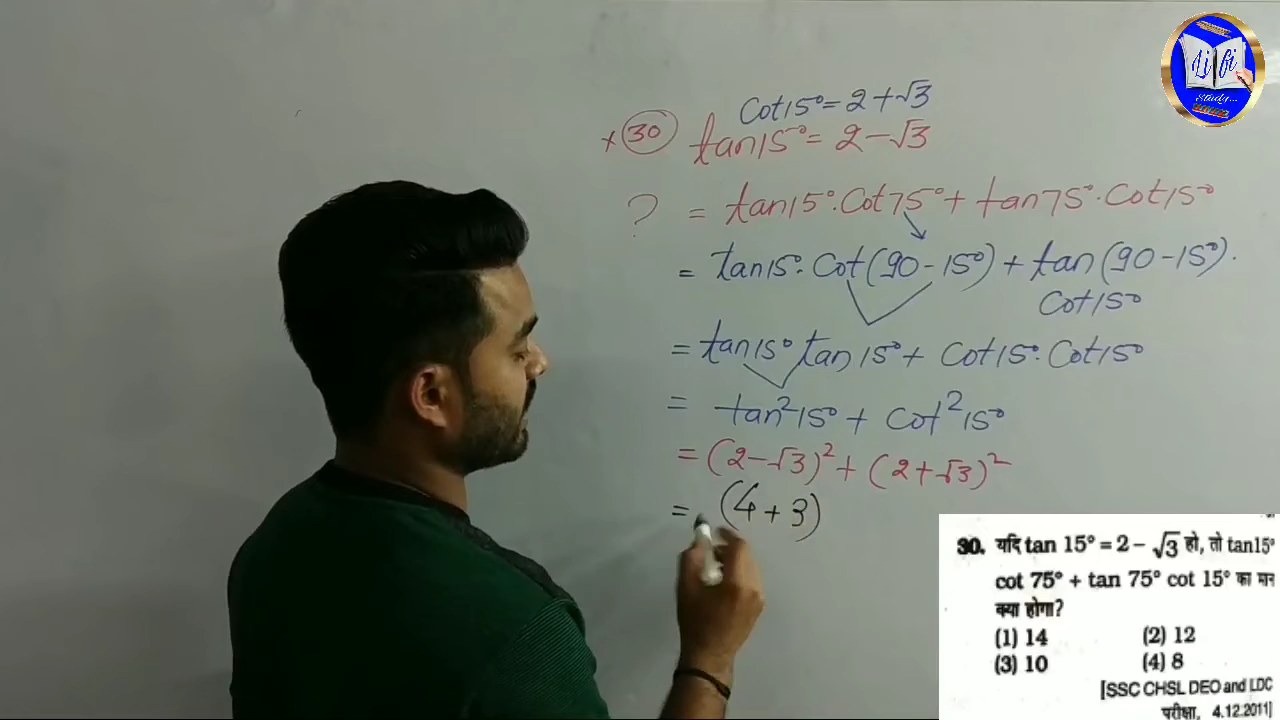 Cot15°=2+√3
* (30) tan15°=2-√3
? = tan15°.Cot75°+tan75°.Cot15°
= tan15°.Cot(90-15°)+tan(90-15°).
Cot15°
= tan15° tan15°+Cot15°.Cot15°
= tan²15°+Cot²15°
= (2-√3)²+(2+√3)²
= (4+3)
difi
Study...
30. यदि tan 15° = 2 - √3 हो, तो tan15°
cot 75° + tan 75° cot 15° का मान
क्या होगा?
(1) 14 (2) 12
(3) 10 (4) 8
[SSC CHSL DEO and LDC
परीक्षा, 4.12.2011]